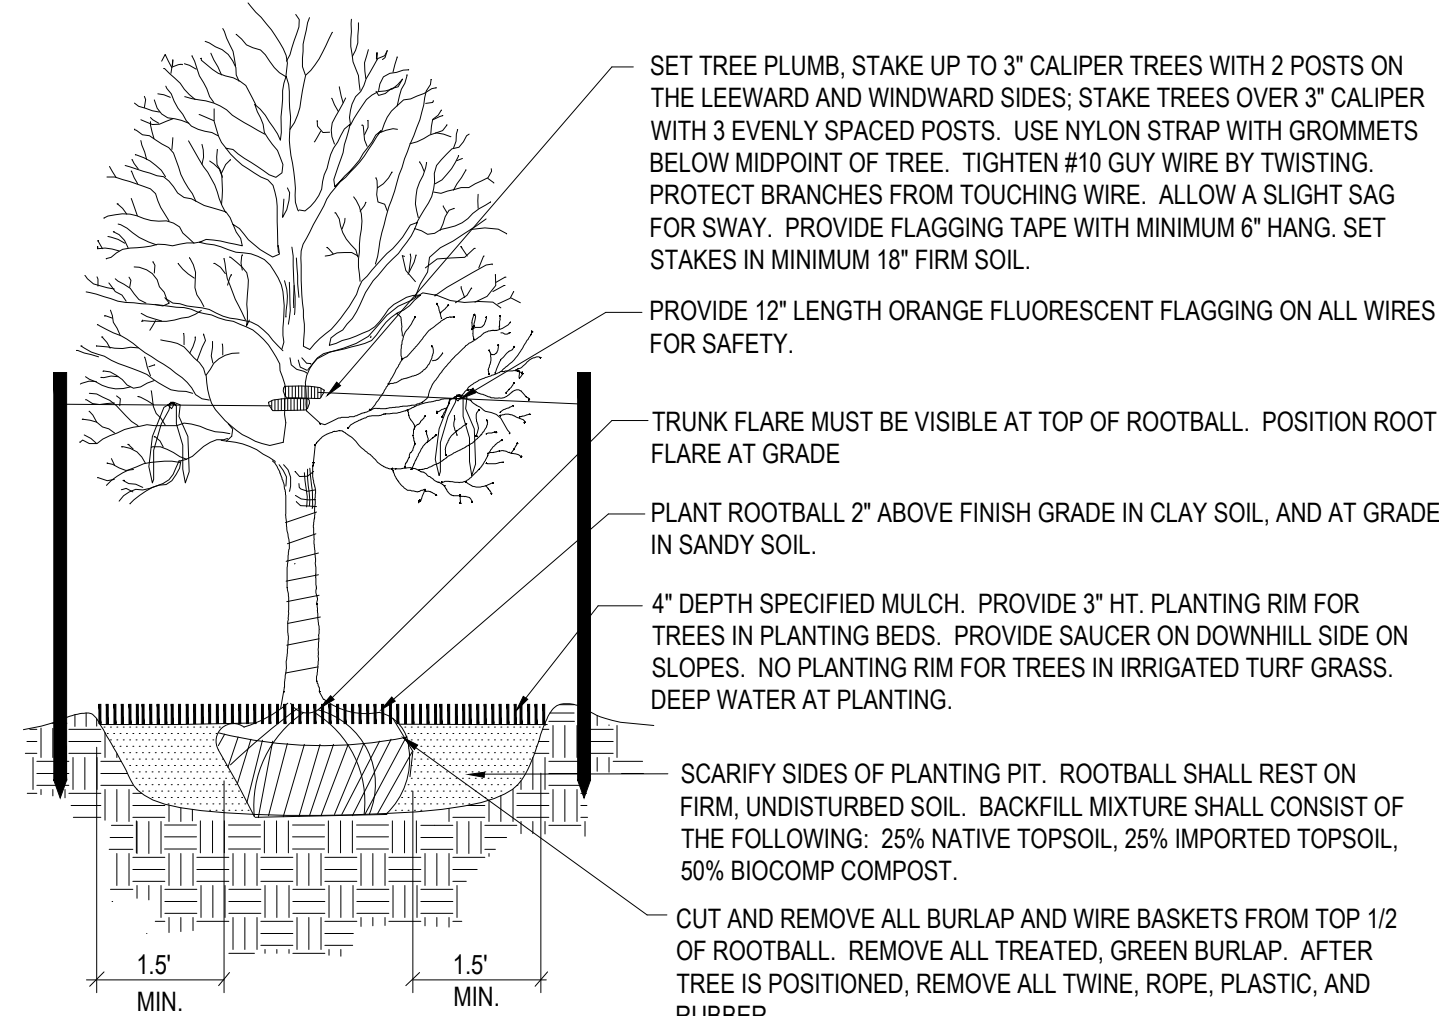 SET TREE PLUMB, STAKE UP TO 3" CALIPER TREES WITH 2 POSTS ON
THE LEEWARD AND WINDWARD SIDES; STAKE TREES OVER 3" CALIPER
WITH 3 EVENLY SPACED POSTS. USE NYLON STRAP WITH GROMMETS
BELOW MIDPOINT OF TREE. TIGHTEN #10 GUY WIRE BY TWISTING.
PROTECT BRANCHES FROM TOUCHING WIRE. ALLOW A SLIGHT SAG
FOR SWAY. PROVIDE FLAGGING TAPE WITH MINIMUM 6" HANG. SET
STAKES IN MINIMUM 18" FIRM SOIL.
PROVIDE 12" LENGTH ORANGE FLUORESCENT FLAGGING ON ALL WIRES
FOR SAFETY.
TRUNK FLARE MUST BE VISIBLE AT TOP OF ROOTBALL. POSITION ROOT
FLARE AT GRADE
PLANT ROOTBALL 2" ABOVE FINISH GRADE IN CLAY SOIL, AND AT GRADE
IN SANDY SOIL.
4" DEPTH SPECIFIED MULCH. PROVIDE 3" HT. PLANTING RIM FOR
TREES IN PLANTING BEDS. PROVIDE SAUCER ON DOWNHILL SIDE ON
SLOPES. NO PLANTING RIM FOR TREES IN IRRIGATED TURF GRASS.
DEEP WATER AT PLANTING.
SCARIFY SIDES OF PLANTING PIT. ROOTBALL SHALL REST ON
FIRM, UNDISTURBED SOIL. BACKFILL MIXTURE SHALL CONSIST OF
THE FOLLOWING: 25% NATIVE TOPSOIL, 25% IMPORTED TOPSOIL,
50% BIOCOMP COMPOST.
CUT AND REMOVE ALL BURLAP AND WIRE BASKETS FROM TOP 1/2
OF ROOTBALL. REMOVE ALL TREATED, GREEN BURLAP. AFTER
TREE IS POSITIONED, REMOVE ALL TWINE, ROPE, PLASTIC, AND
RUBBER
1.5'
MIN.
1.5'
MIN.